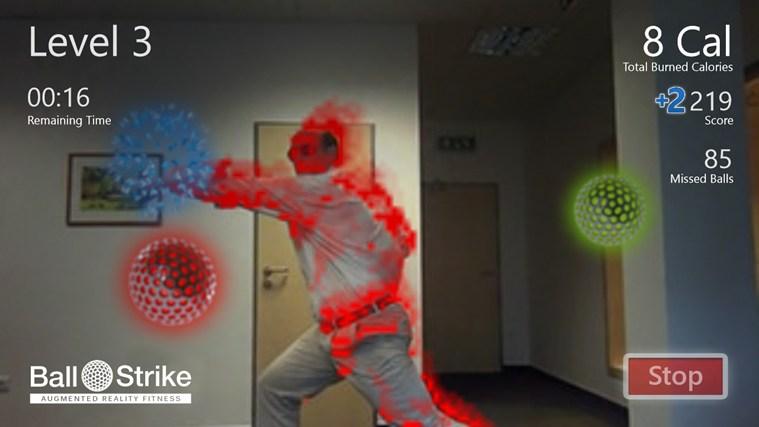 Level 3
00:16
Remaining Time
8 Cal
Total Burned Calories
+2 219
Score
85
Missed Balls
Ball Strike
AUGMENTED REALITY FITNESS
Stop